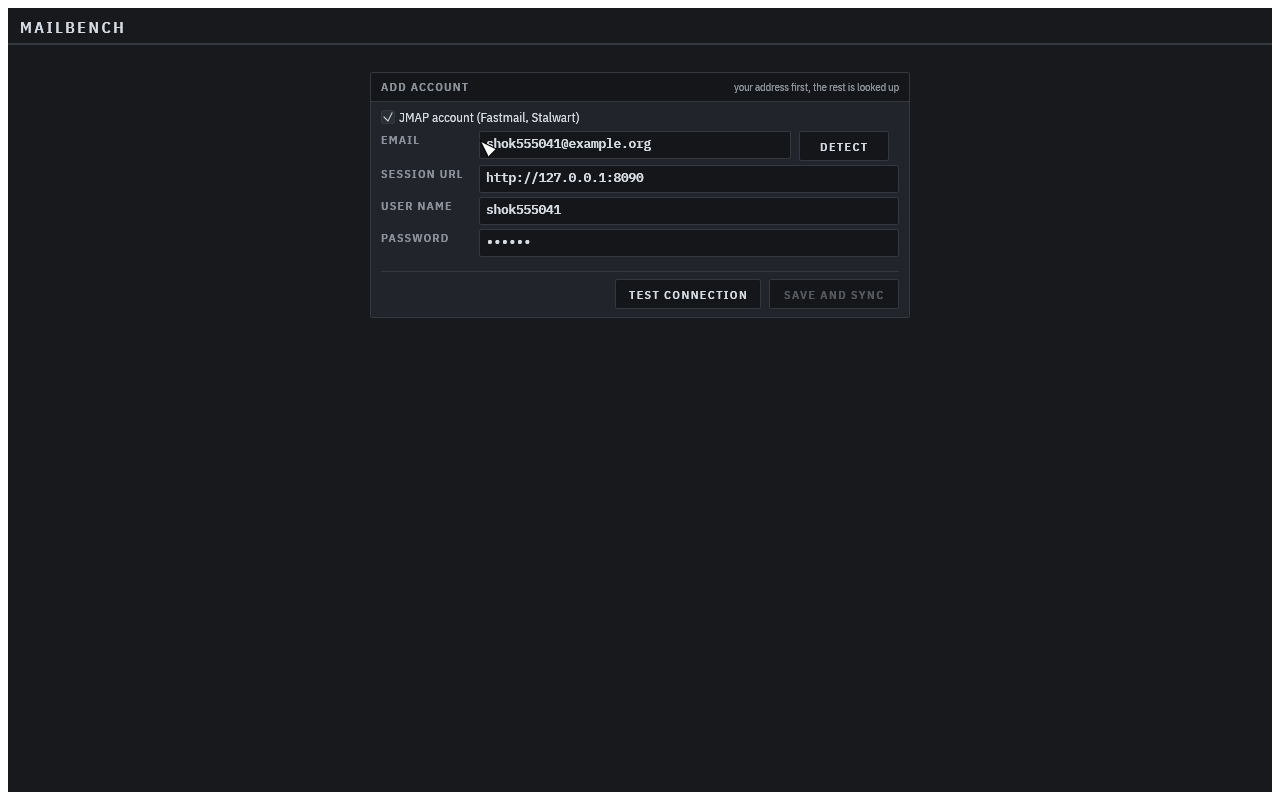 MAILBENCH
ADD ACCOUNT your address first, the rest is looked up
JMAP account (Fastmail, Stalwart)
EMAIL shok555041@example.org DETECT
SESSION URL http://127.0.0.1:8090
USER NAME shok555041
PASSWORD ••••••
TEST CONNECTION SAVE AND SYNC